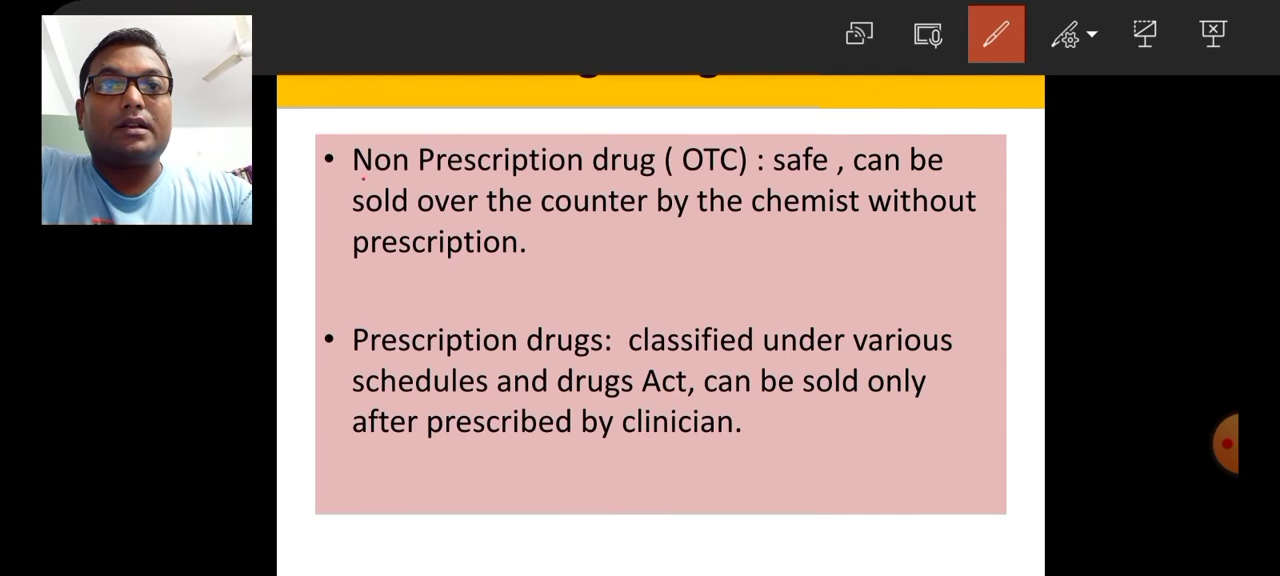 • Non Prescription drug ( OTC) : safe , can be
sold over the counter by the chemist without
prescription.
• Prescription drugs:  classified under various
schedules and drugs Act, can be sold only
after prescribed by clinician.